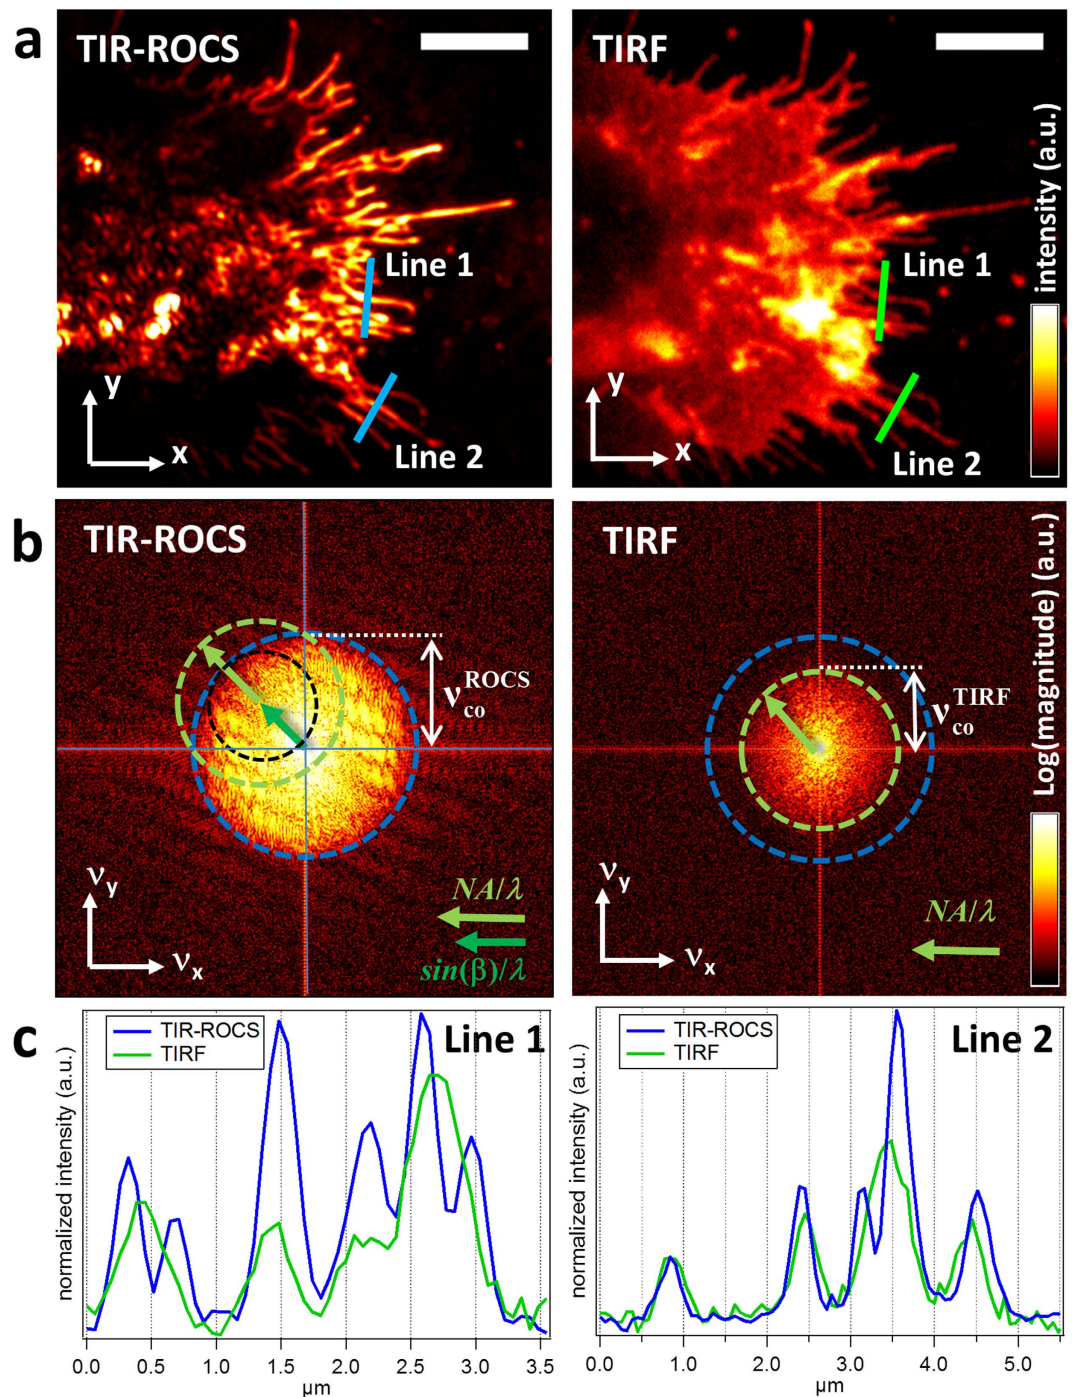 a
TIR-ROCS
TIRF
intensity (a.u.)
Line 1
Line 1
y
x
Line 2
y
x
Line 2
b
TIR-ROCS
TIRF
Log(magnitude) (a.u.)
ν_co^ROCS
ν_co^TIRF
ν_y
ν_x
NA/λ
sin(β)/λ
ν_y
ν_x
NA/λ
c
TIR-ROCS
TIRF
Line 1
normalized intensity (a.u.)
0.0 0.5 1.0 1.5 2.0 2.5 3.0 3.5
µm
TIR-ROCS
TIRF
Line 2
normalized intensity (a.u.)
0.0 1.0 2.0 3.0 4.0 5.0
µm